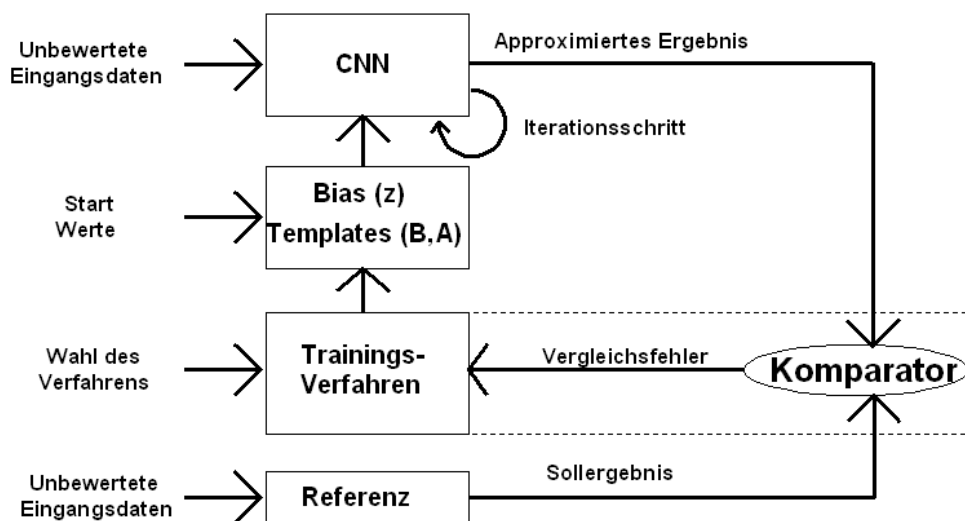 Unbewertete
Eingangsdaten
CNN
Approximiertes Ergebnis
Iterationsschritt
Start
Werte
Bias (z)
Templates (B,A)
Wahl des
Verfahrens
Trainings-
Verfahren
Vergleichsfehler
Komparator
Unbewertete
Eingangsdaten
Referenz
Sollergebnis